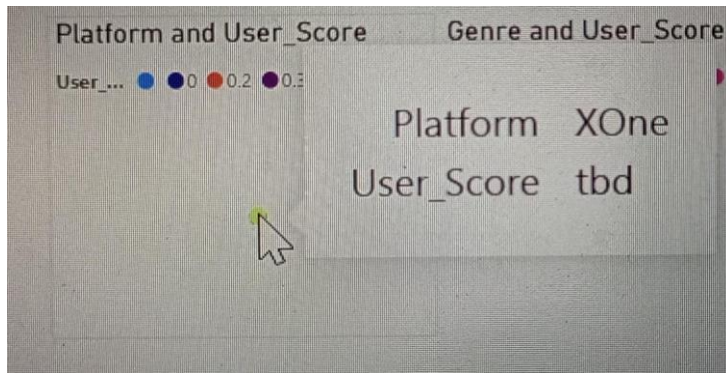 Platform and User_Score
Genre and User_Score
User_... 0 0.2 0.3
Platform XOne
User_Score tbd